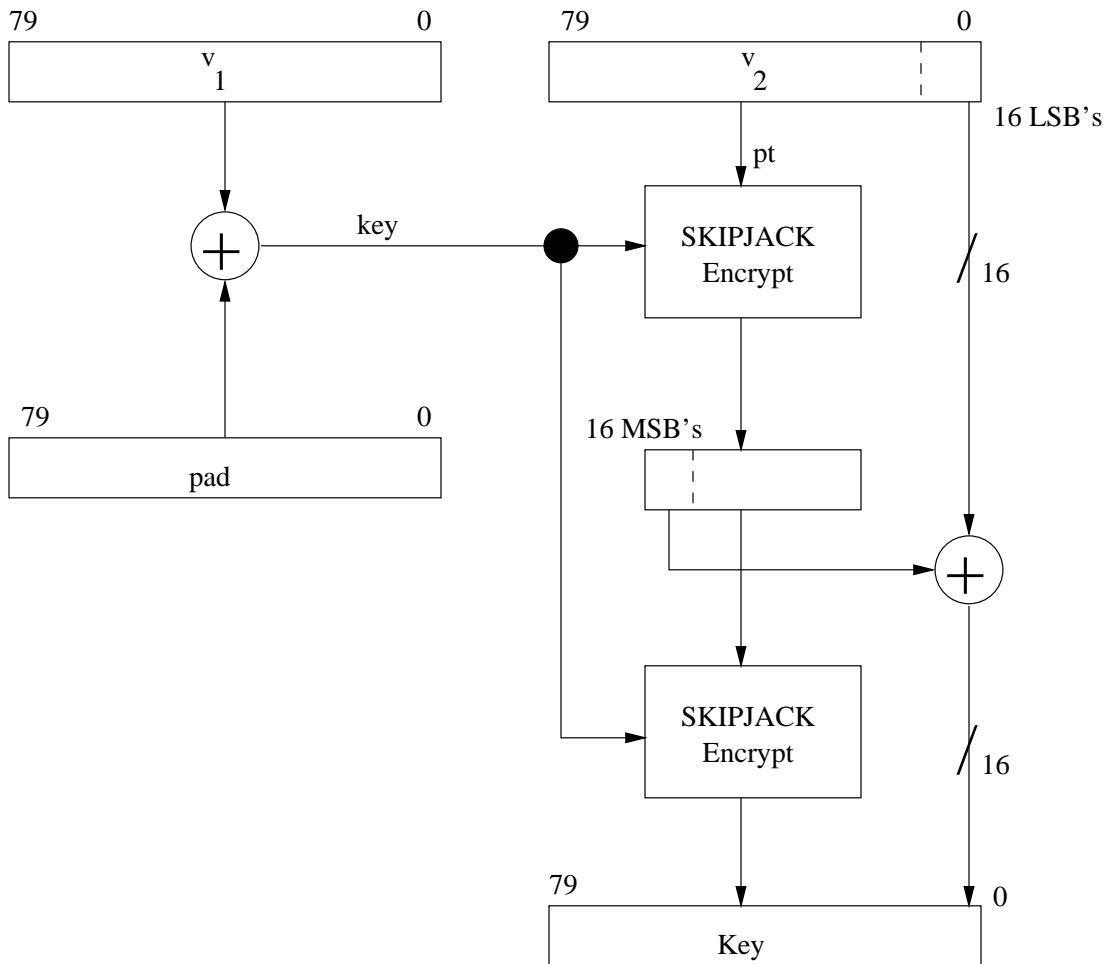 79 0 79 0
v
1
v
2
16 LSB's
pt
key
SKIPJACK
Encrypt
16
79 0
16 MSB's
pad
SKIPJACK
Encrypt
16
79
0
Key